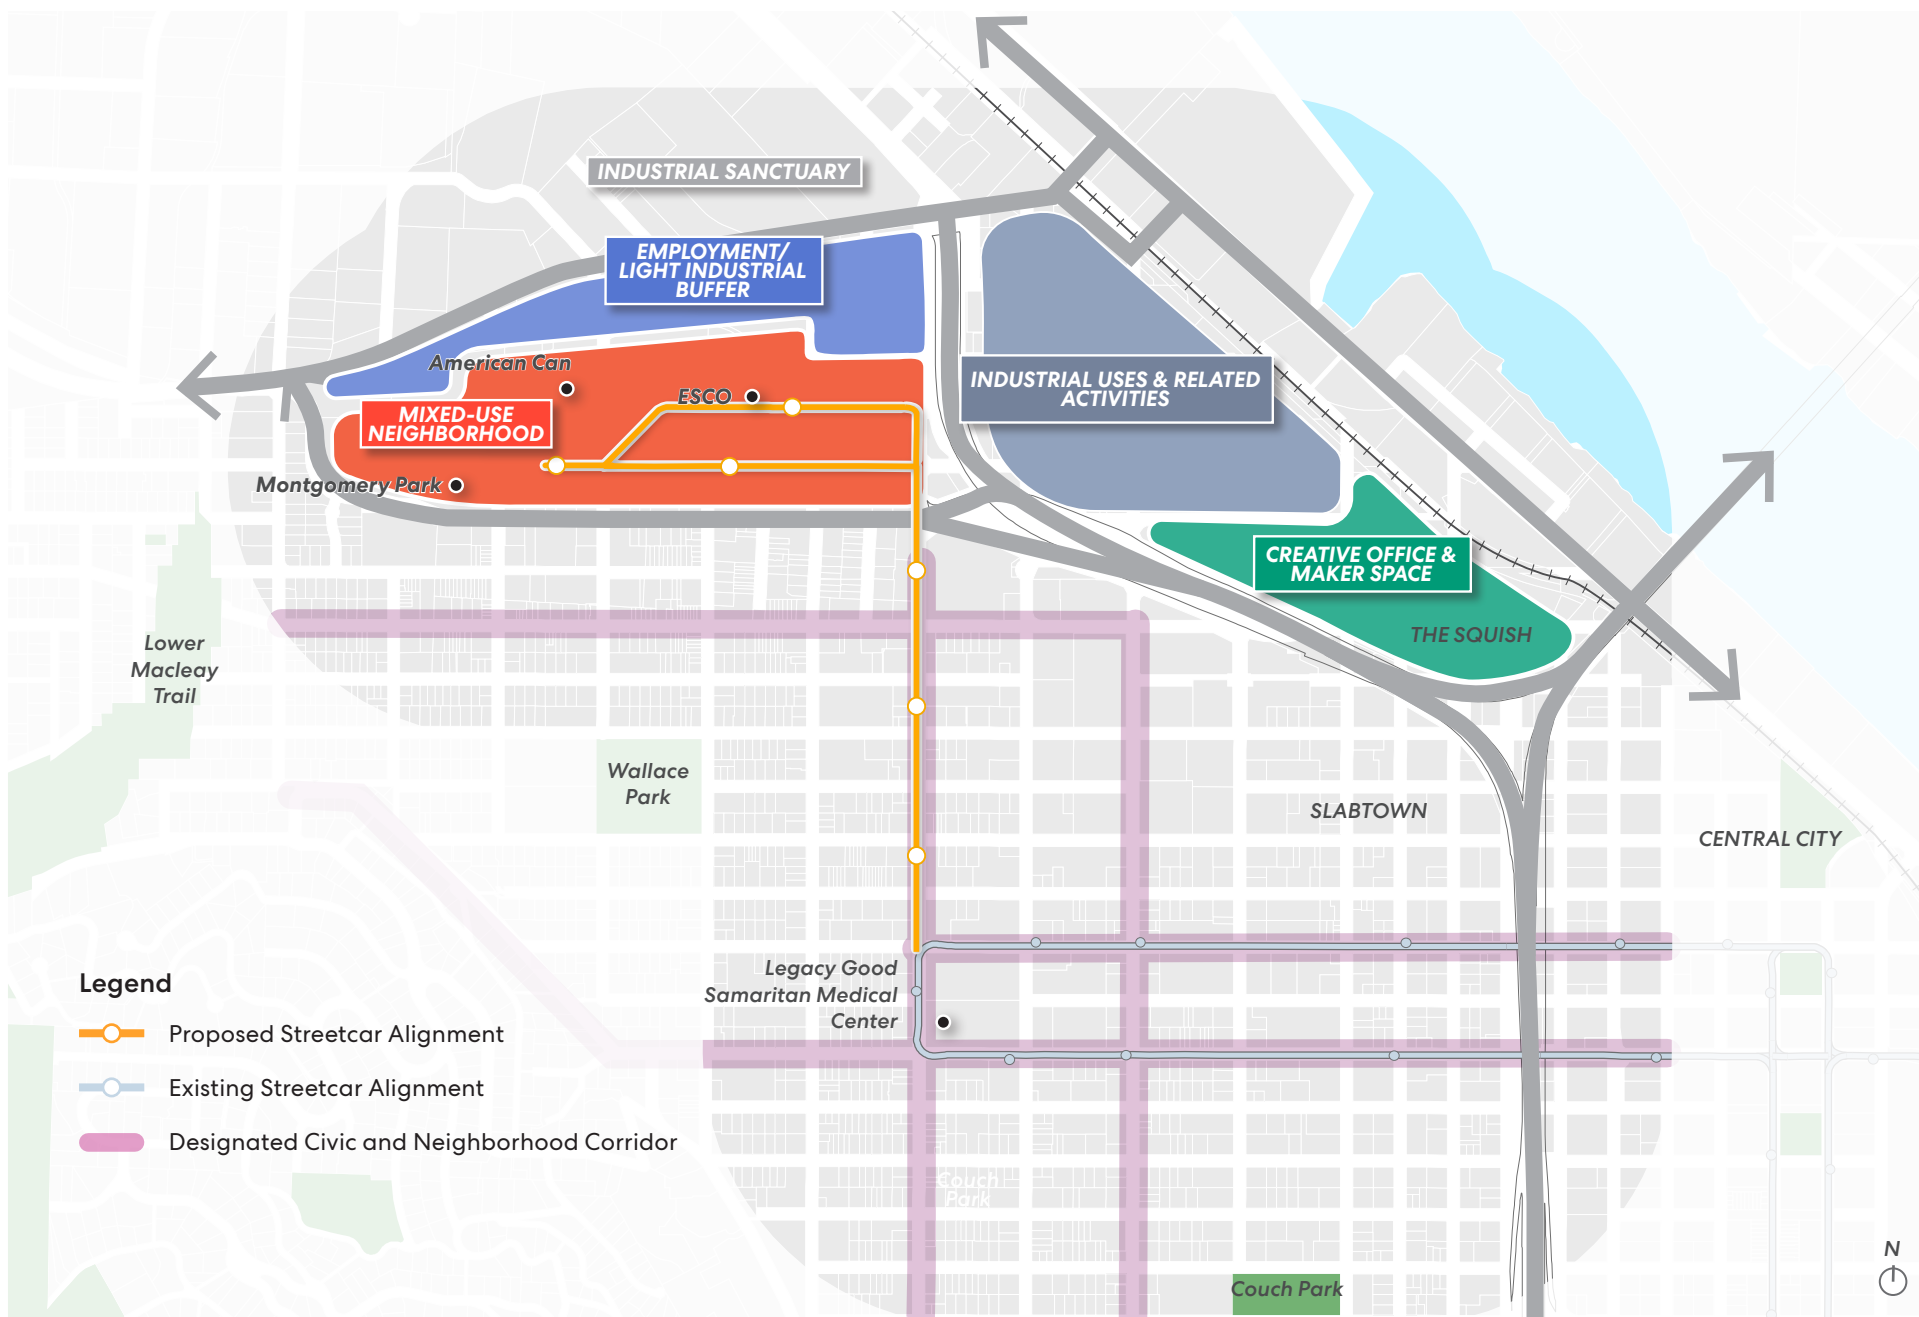 INDUSTRIAL SANCTUARY
EMPLOYMENT/
LIGHT INDUSTRIAL
BUFFER
American Can
ESCO
MIXED-USE
NEIGHBORHOOD
INDUSTRIAL USES & RELATED
ACTIVITIES
Montgomery Park
CREATIVE OFFICE &
MAKER SPACE
THE SQUISH
Lower
Macleay
Trail
Wallace
Park
SLABTOWN
CENTRAL CITY
Legacy Good
Samaritan Medical
Center
Legend
Proposed Streetcar Alignment
Existing Streetcar Alignment
Designated Civic and Neighborhood Corridor
Couch
Park
Couch Park
N